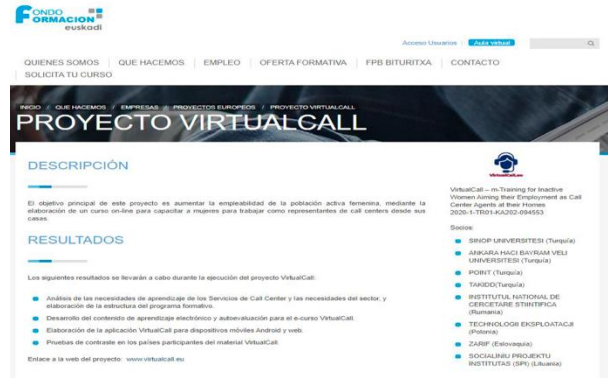 FONDO
FORMACION
euskadi
Acceso Usuarios
Aula virtual
QUIENES SOMOS
QUE HACEMOS
EMPLEO
OFERTA FORMATIVA
FPB BITURITXA
CONTACTO
SOLICITA TU CURSO
INICIO / QUE HACEMOS / EMPRESAS / PROYECTOS EUROPEOS / PROYECTO VIRTUALCALL
PROYECTO VIRTUALCALL
DESCRIPCIÓN
El objetivo principal de este proyecto es aumentar la empleabilidad de la población activa femenina, mediante la
elaboración de un curso on-line para capacitar a mujeres para trabajar como representantes de call centers desde sus
casas.
RESULTADOS
Los siguientes resultados se llevarán a cabo durante la ejecución del proyecto VirtualCall:
Análisis de las necesidades de aprendizaje de los Servicios de Call Center y las necesidades del sector, y
elaboración de la estructura del programa formativo.
Desarrollo del contenido de aprendizaje electrónico y autoevaluación para el e-curso VirtualCall.
Elaboración de la aplicación VirtualCall para dispositivos móviles Android y web.
Pruebas de contraste en los países participantes del material VirtualCall.
Enlace a la web del proyecto: www.virtualcall.eu
VirtualCall.eu
VirtualCall – m-Training for Inactive
Women Aiming their Employment as Call
Center Agents at their Homes
2020-1-TR01-KA202-094553
Socios:
SINOP UNIVERSITESI (Turquía)
ANKARA HACI BAYRAM VELI
UNIVERSITESI (Turquía)
POINT (Turquía)
TAKIDD(Turquía)
INSTITUTUL NATIONAL DE
CERCETARE STIINTIFICA
(Rumania)
TECHNOLOGII EKSPLOATACJI
(Polonia)
ZARIF (Eslovaquia)
SOCIALINIU PROJEKTU
INSTITUTAS (SPI) (Lituania)